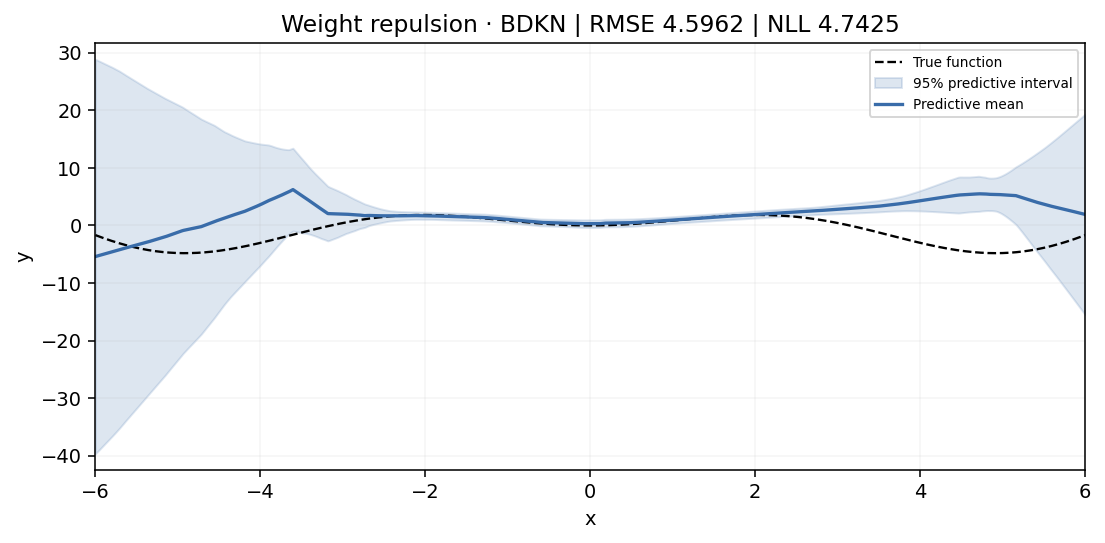 Weight repulsion · BDKN | RMSE 4.5962 | NLL 4.7425
True function
95% predictive interval
Predictive mean
30
20
10
0
−10
−20
−30
−40
y
−6 −4 −2 0 2 4 6
x